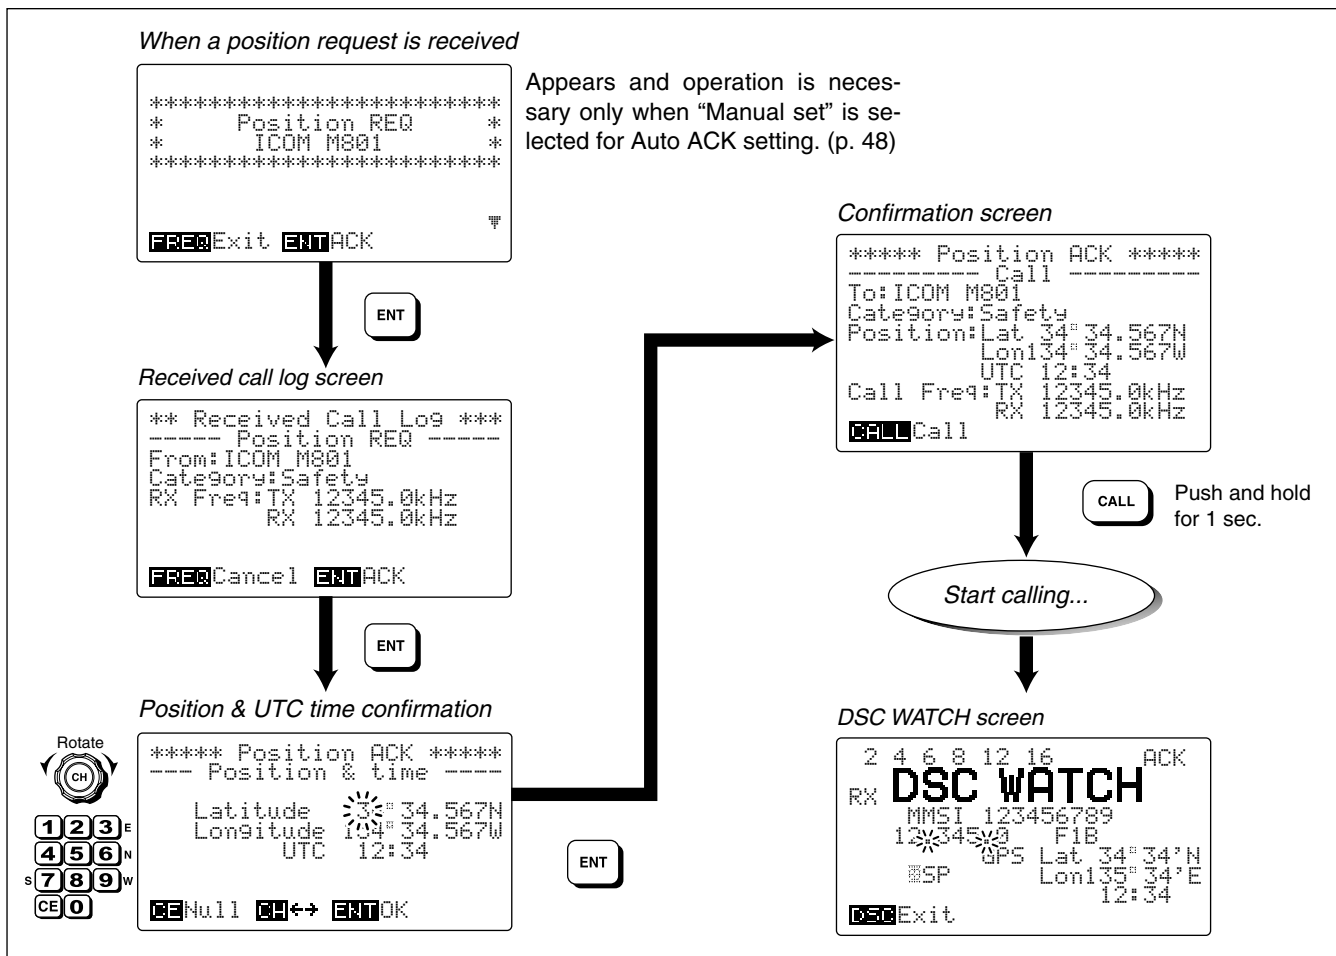 When a position request is received
************************
* Position REQ *
* ICOM M801 *
************************
FREQ Exit ENT ACK
Appears and operation is neces-
sary only when “Manual set” is se-
lected for Auto ACK setting. (p. 48)
ENT
Received call log screen
** Received Call Log ***
----- Position REQ -----
From:ICOM M801
Category:Safety
RX Freq:TX 12345.0kHz
RX 12345.0kHz
FREQ Cancel ENT ACK
ENT
Position & UTC time confirmation
Rotate
CH
1 2 3 E
4 5 6 N
S 7 8 9 W
CE 0
***** Position ACK *****
--- Position & time ----
Latitude 34° 34.567N
Longitude 134° 34.567W
UTC 12:34
CE Null CH ↔ ENT OK
ENT
Confirmation screen
***** Position ACK *****
--------- Call ---------
To:ICOM M801
Category:Safety
Position:Lat 34° 34.567N
Lon134° 34.567W
UTC 12:34
Call Freq:TX 12345.0kHz
RX 12345.0kHz
CALL Call
CALL
Push and hold
for 1 sec.
Start calling...
DSC WATCH screen
2 4 6 8 12 16 ACK
RX DSC WATCH
MMSI 123456789
12.345.0 F1B
GPS Lat 34°34’N
SP Lon135°34’E
12:34
DSC Exit